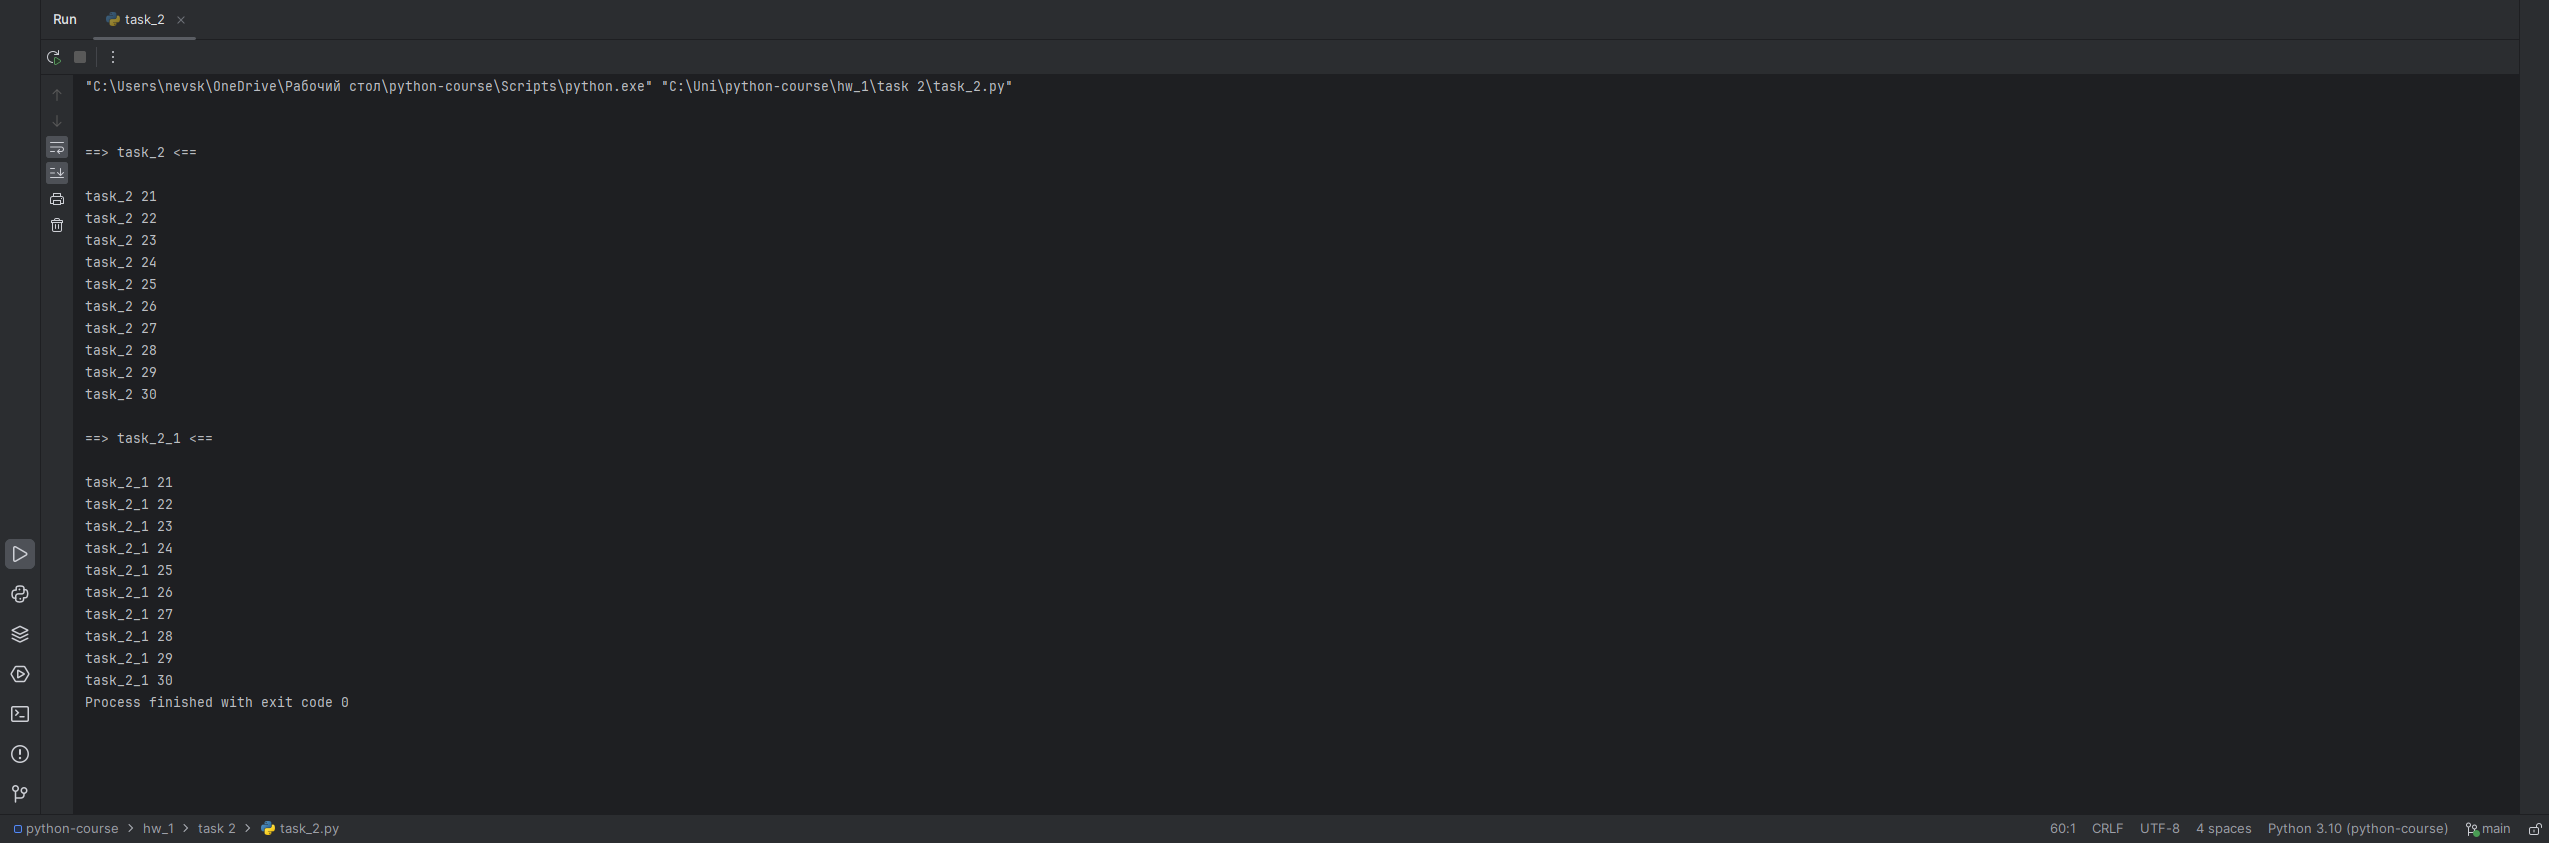 Run task_2
"C:\Users\nevsk\OneDrive\Рабочий стол\python-course\Scripts\python.exe" "C:\Uni\python-course\hw_1\task 2\task_2.py"
==> task_2 <==
task_2 21
task_2 22
task_2 23
task_2 24
task_2 25
task_2 26
task_2 27
task_2 28
task_2 29
task_2 30
==> task_2_1 <==
task_2_1 21
task_2_1 22
task_2_1 23
task_2_1 24
task_2_1 25
task_2_1 26
task_2_1 27
task_2_1 28
task_2_1 29
task_2_1 30
Process finished with exit code 0
python-course > hw_1 > task 2 > task_2.py 60:1 CRLF UTF-8 4 spaces Python 3.10 (python-course) main